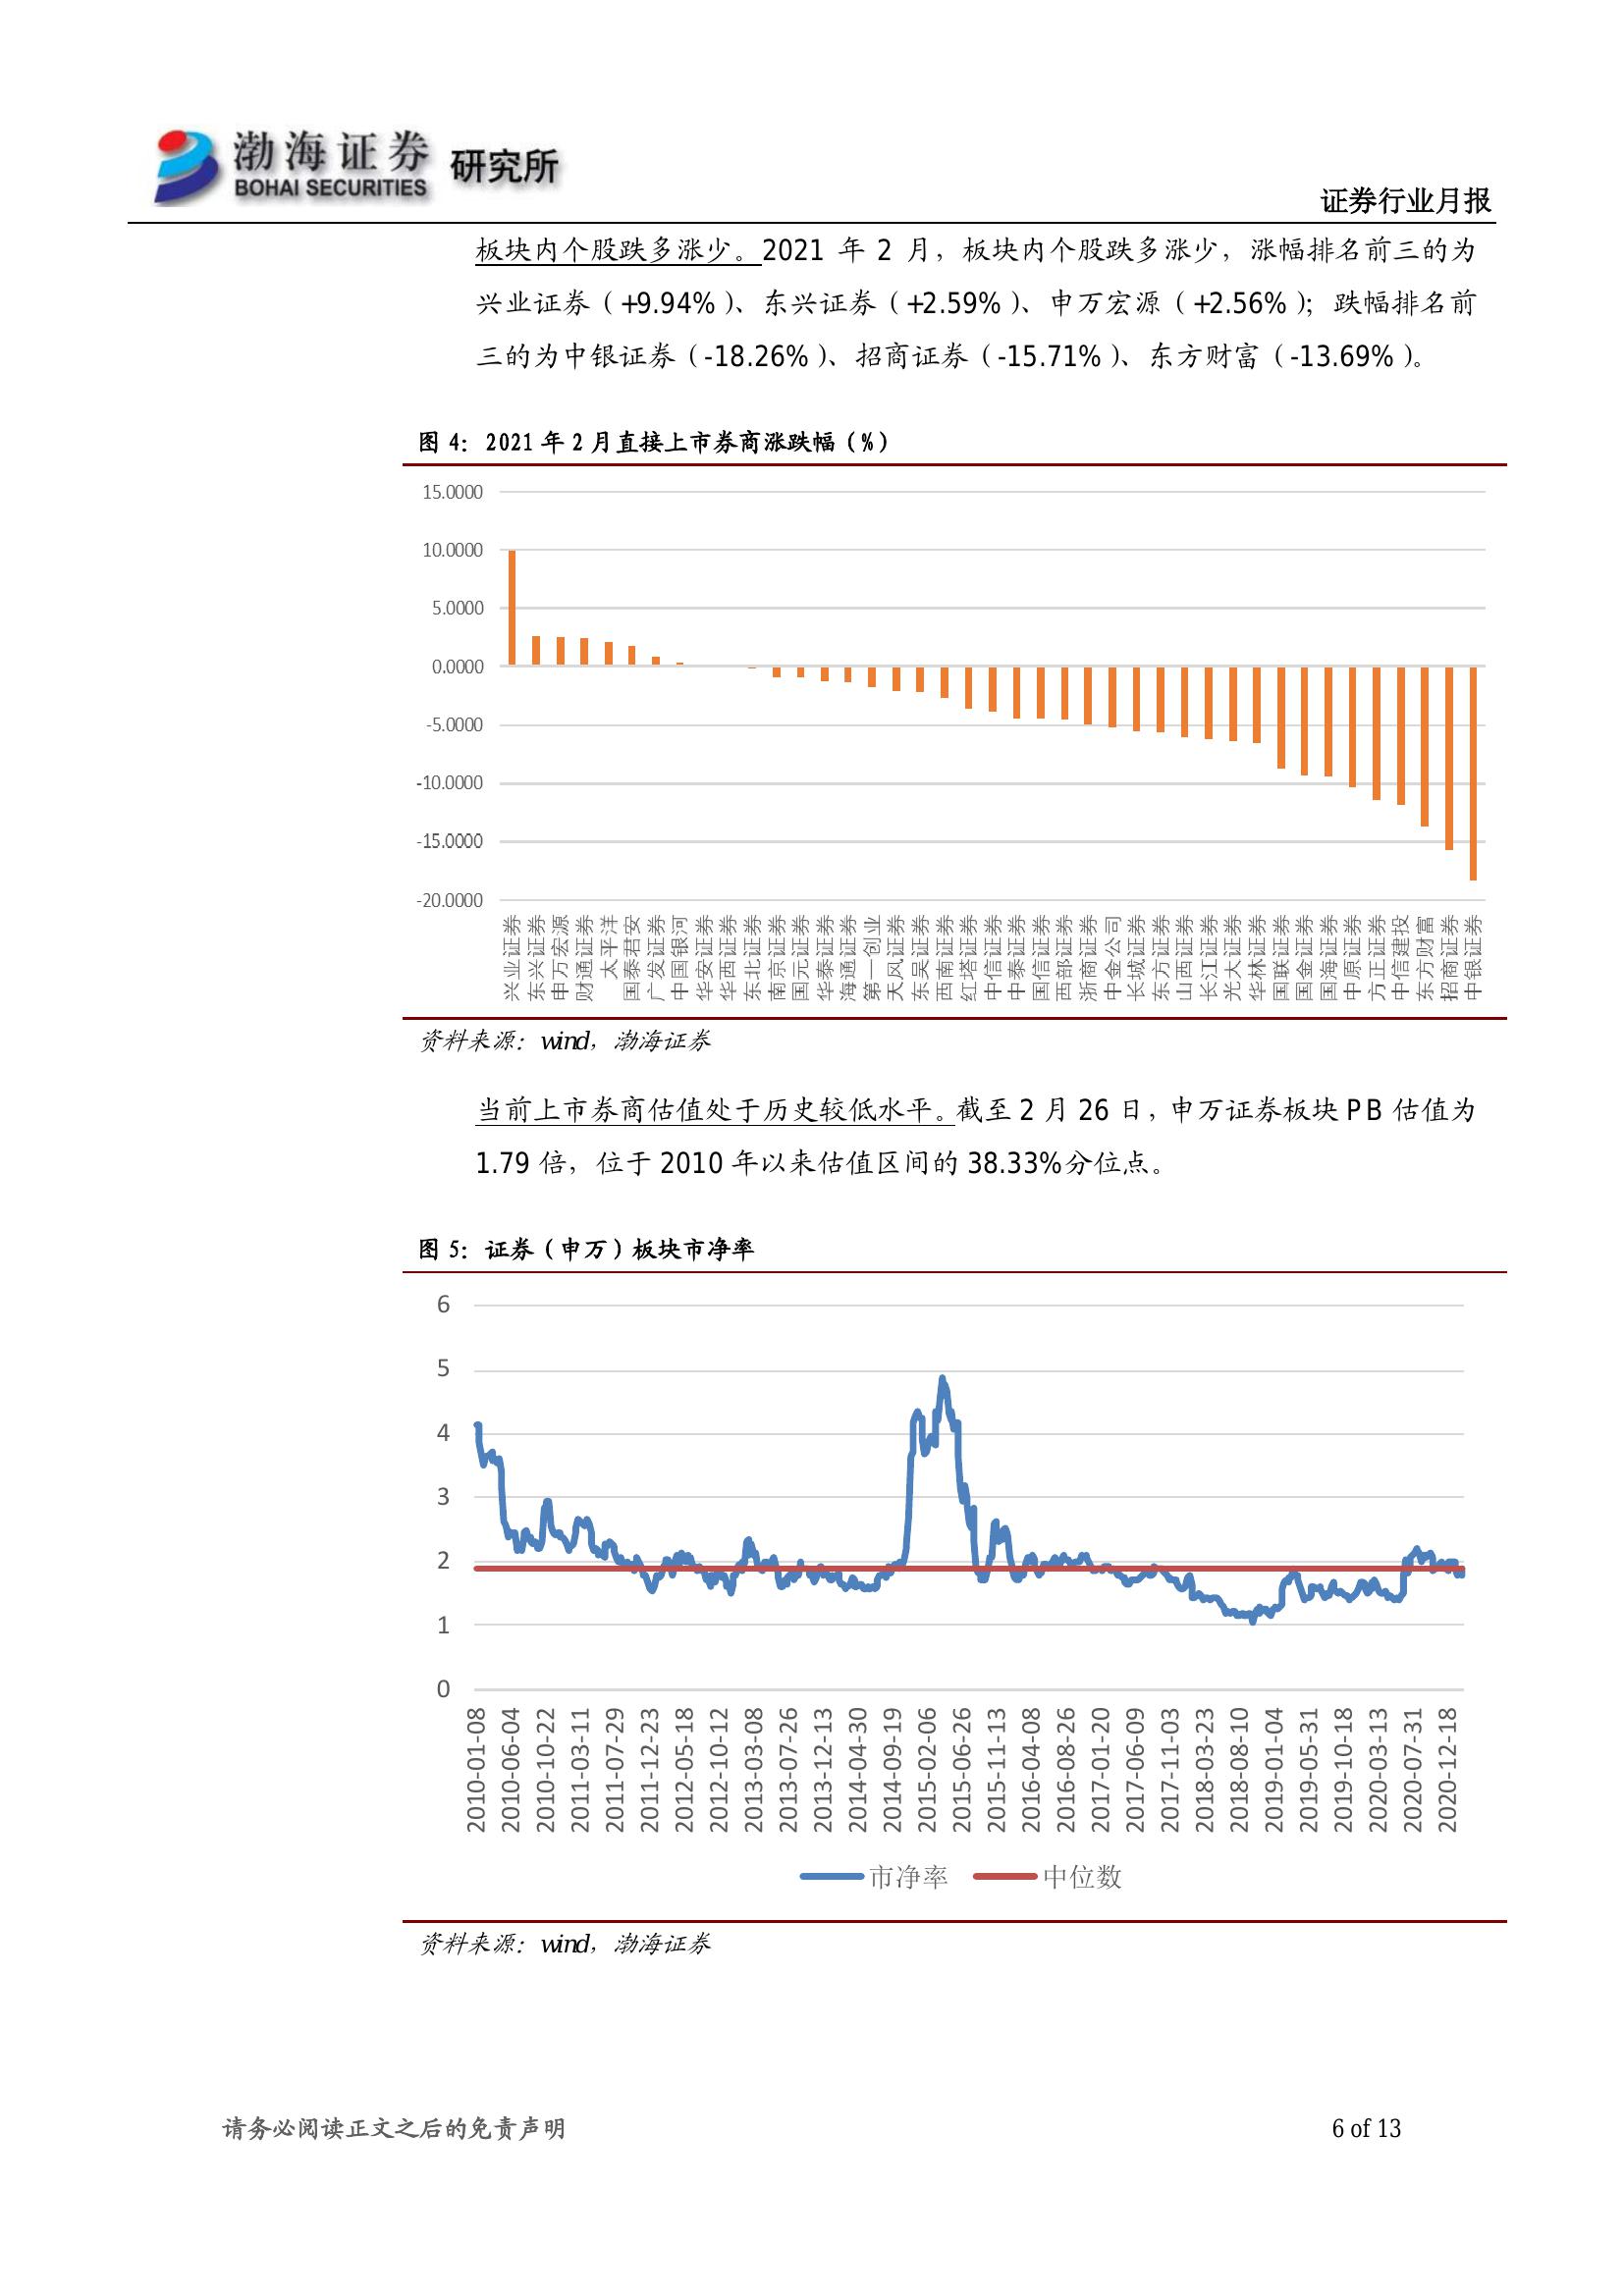 渤海证券 研究所
BOHAI SECURITIES
证券行业月报
板块内个股跌多涨少。2021 年 2 月，板块内个股跌多涨少，涨幅排名前三的为
兴业证券（+9.94%）、东兴证券（+2.59%）、申万宏源（+2.56%）；跌幅排名前
三的为中银证券（-18.26%）、招商证券（-15.71%）、东方财富（-13.69%）。
图 4：2021 年 2 月直接上市券商涨跌幅（%）
15.0000
10.0000
5.0000
0.0000
-5.0000
-10.0000
-15.0000
-20.0000
兴业证券
东兴证券
申万宏源
财通证券
太平洋
国泰君安
广发证券
中国银河
华安证券
华西证券
东北证券
南京证券
国元证券
华泰证券
海通证券
第一创业
天风证券
东吴证券
西南证券
红塔证券
中信证券
中泰证券
国信证券
西部证券
浙商证券
中金公司
长城证券
东方证券
山西证券
长江证券
光大证券
华林证券
国联证券
国金证券
国海证券
中原证券
方正证券
中信建投
东方财富
招商证券
中银证券
资料来源：wind，渤海证券
当前上市券商估值处于历史较低水平。截至 2 月 26 日，申万证券板块 PB 估值为
1.79 倍，位于 2010 年以来估值区间的 38.33%分位点。
图 5：证券（申万）板块市净率
6
5
4
3
2
1
0
2010-01-08
2010-06-04
2010-10-22
2011-03-11
2011-07-29
2011-12-23
2012-05-18
2012-10-12
2013-03-08
2013-07-26
2013-12-13
2014-04-30
2014-09-19
2015-02-06
2015-06-26
2015-11-13
2016-04-08
2016-08-26
2017-01-20
2017-06-09
2017-11-03
2018-03-23
2018-08-10
2019-01-04
2019-05-31
2019-10-18
2020-03-13
2020-07-31
2020-12-18
市净率 中位数
资料来源：wind，渤海证券
请务必阅读正文之后的免责声明 6 of 13